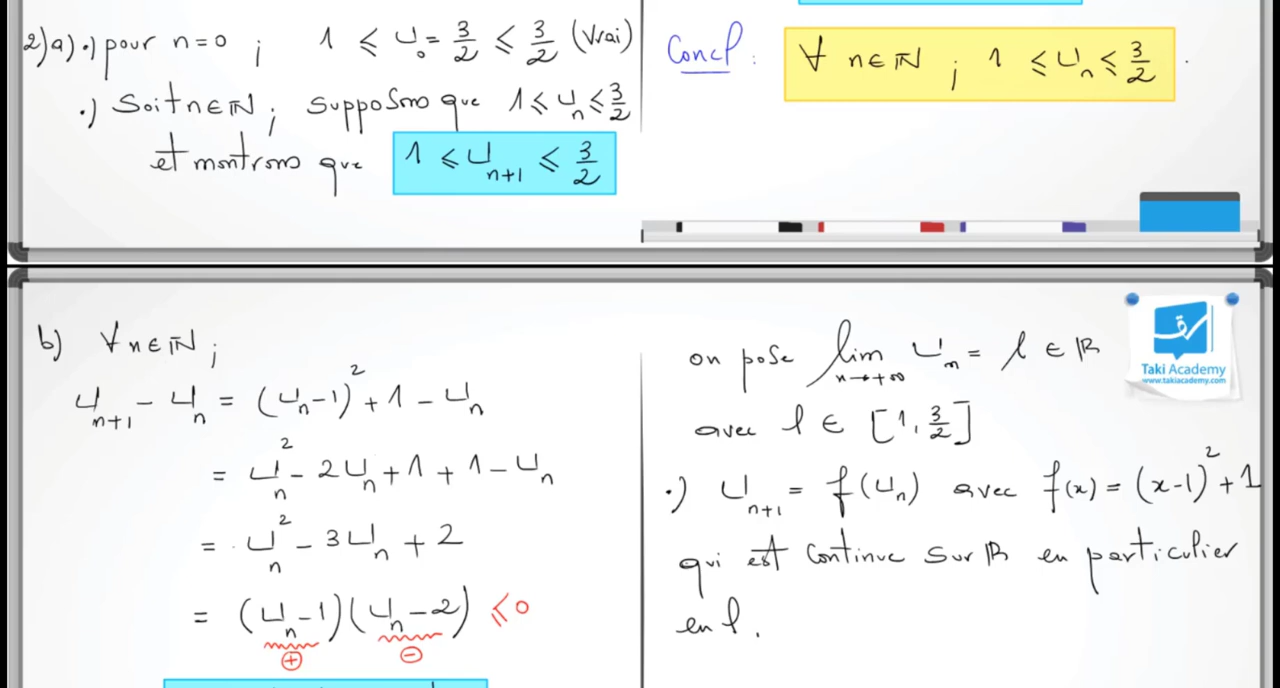 2)a) •) pour n=0 ; 1 ≤ U₀ = 3/2 ≤ 3/2 (Vrai)
•) Soit n∈ℕ ; supposons que 1 ≤ Uₙ ≤ 3/2
et montrons que 1 ≤ Uₙ₊₁ ≤ 3/2
Concl : ∀ n∈ℕ ; 1 ≤ Uₙ ≤ 3/2 .
b) ∀n∈ℕ ;
Uₙ₊₁ - Uₙ = (Uₙ-1)² + 1 - Uₙ
= Uₙ² - 2Uₙ + 1 + 1 - Uₙ
= Uₙ² - 3Uₙ + 2
= (Uₙ-1)(Uₙ-2) ≤ 0
⊕ ⊖
on pose lim n→+∞ Uₙ = l ∈ ℝ
avec l ∈ [1, 3/2]
•) Uₙ₊₁ = f(Uₙ) avec f(x) = (x-1)² + 1
qui est continue sur ℝ en particulier
en l.
Taki Academy
www.takiacademy.com